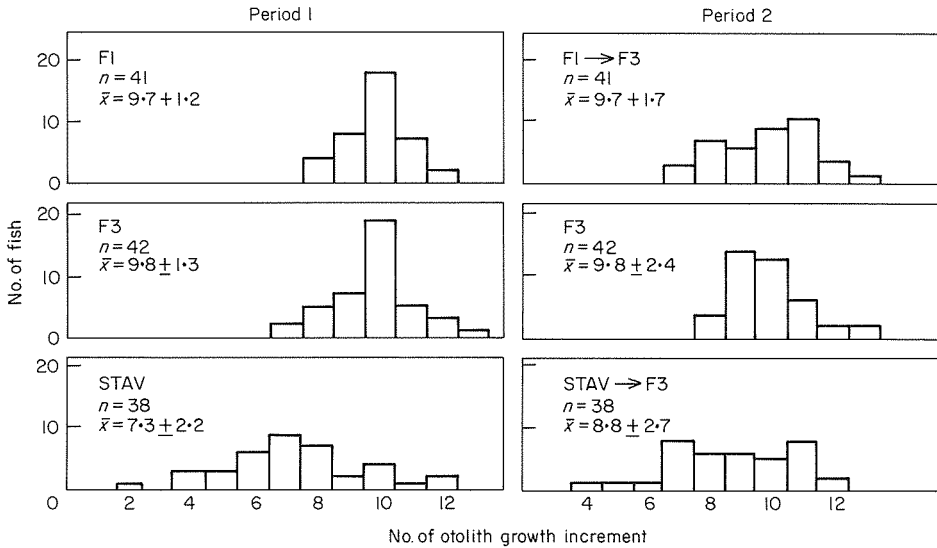 Period 1
Period 2
No. of fish
20
10
0
F1
n = 41
x̄ = 9·7 + 1·2
F1 → F3
n = 41
x̄ = 9·7 + 1·7
20
10
0
F3
n = 42
x̄ = 9·8 ± 1·3
F3
n = 42
x̄ = 9·8 ± 2·4
20
10
0
STAV
n = 38
x̄ = 7·3 ± 2·2
STAV → F3
n = 38
x̄ = 8·8 ± 2·7
2 4 6 8 10 12
4 6 8 10 12
No. of otolith growth increment